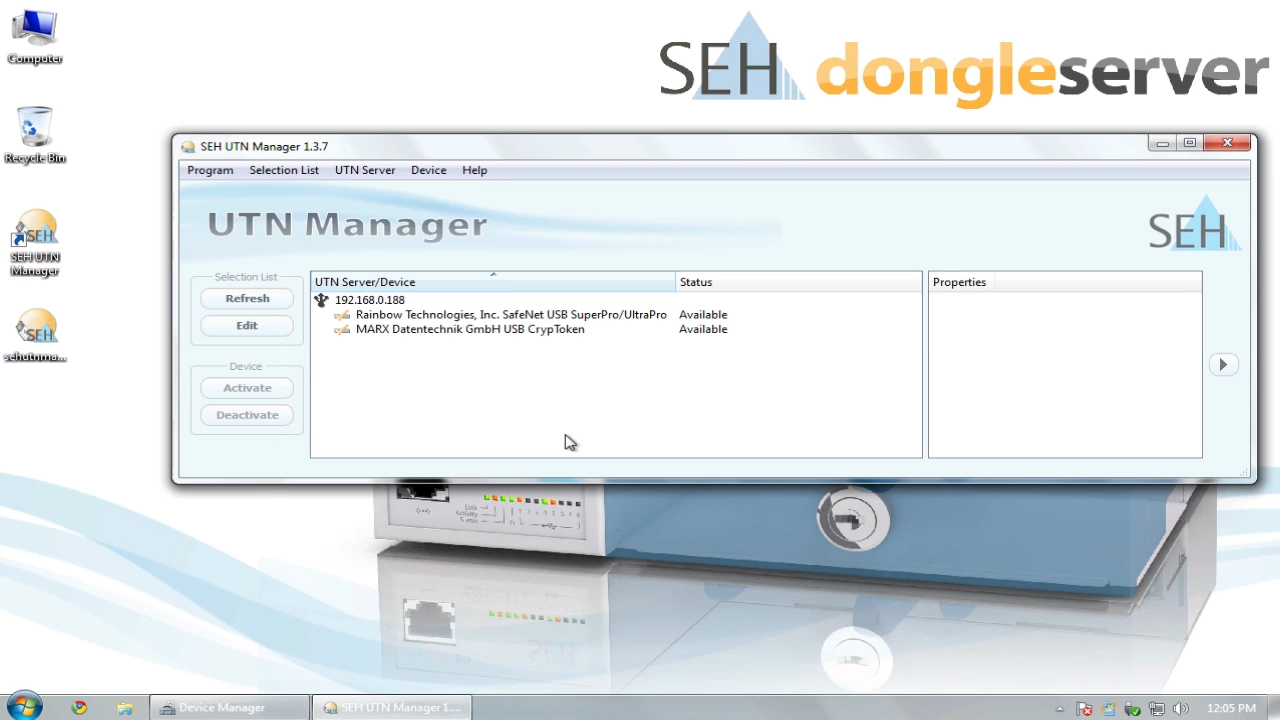 Computer
Recycle Bin
SEH UTN
Manager
sehutnma...
SEH dongleserver
SEH UTN Manager 1.3.7
Program Selection List UTN Server Device Help
UTN Manager
SEH
Selection List
Refresh
Edit
Device
Activate
Deactivate
UTN Server/Device Status
192.168.0.188
Rainbow Technologies, Inc. SafeNet USB SuperPro/UltraPro Available
MARX Datentechnik GmbH USB CrypToken Available
Properties
Link
Activity
Device Manager
SEH UTN Manager 1....
12:05 PM